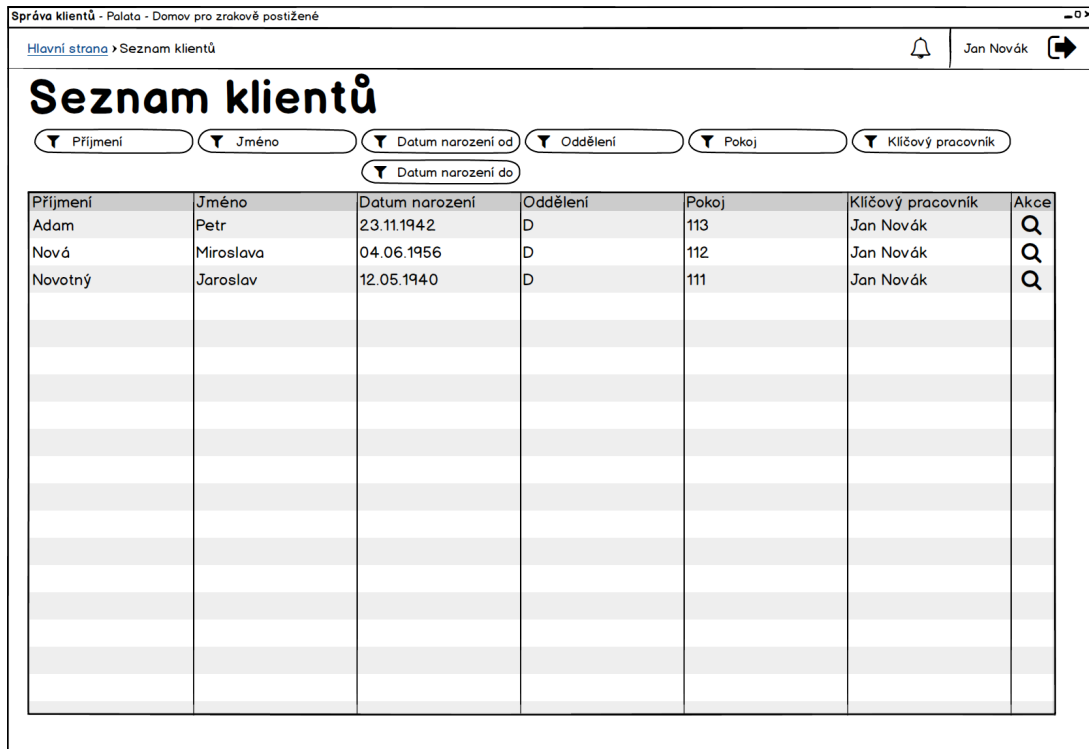 Správa klientů - Palata - Domov pro zrakově postižené
Hlavní strana › Seznam klientů Jan Novák
Seznam klientů
Příjmení Jméno Datum narození od Oddělení Pokoj Klíčový pracovník
Datum narození do
Příjmení Jméno Datum narození Oddělení Pokoj Klíčový pracovník Akce
Adam Petr 23.11.1942 D 113 Jan Novák
Nová Miroslava 04.06.1956 D 112 Jan Novák
Novotný Jaroslav 12.05.1940 D 111 Jan Novák